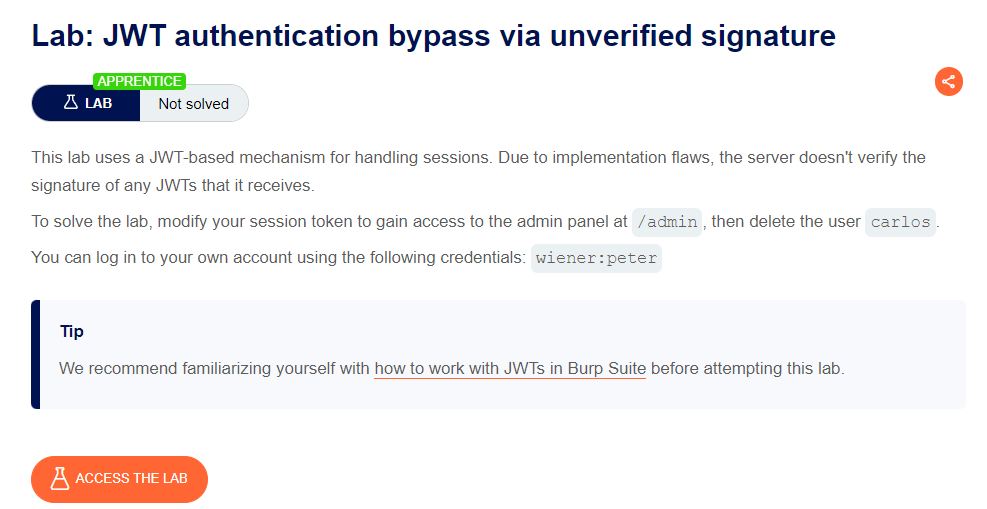 Lab: JWT authentication bypass via unverified signature
APPRENTICE
LAB Not solved
This lab uses a JWT-based mechanism for handling sessions. Due to implementation flaws, the server doesn't verify the
signature of any JWTs that it receives.
To solve the lab, modify your session token to gain access to the admin panel at /admin, then delete the user carlos.
You can log in to your own account using the following credentials: wiener:peter
Tip
We recommend familiarizing yourself with how to work with JWTs in Burp Suite before attempting this lab.
ACCESS THE LAB